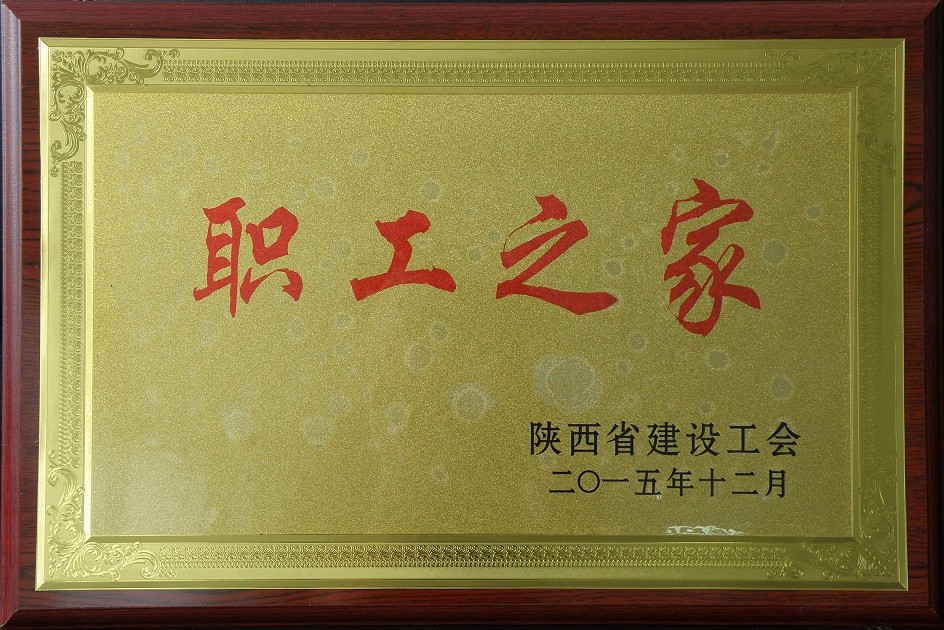 职工之家
陕西省建设工会
二〇一五年十二月